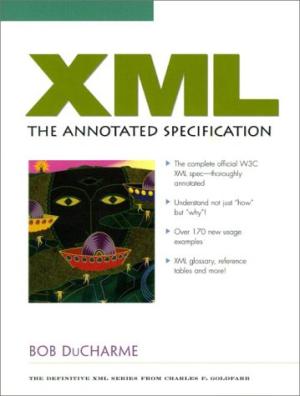 XML
THE ANNOTATED SPECIFICATION
The complete official W3C
XML spec—thoroughly
annotated
Understand not just "how"
but "why"!
Over 170 new usage
examples
XML glossary, reference
tables and more!
BOB DUCHARME
THE DEFINITIVE XML SERIES FROM CHARLES F. GOLDFARB